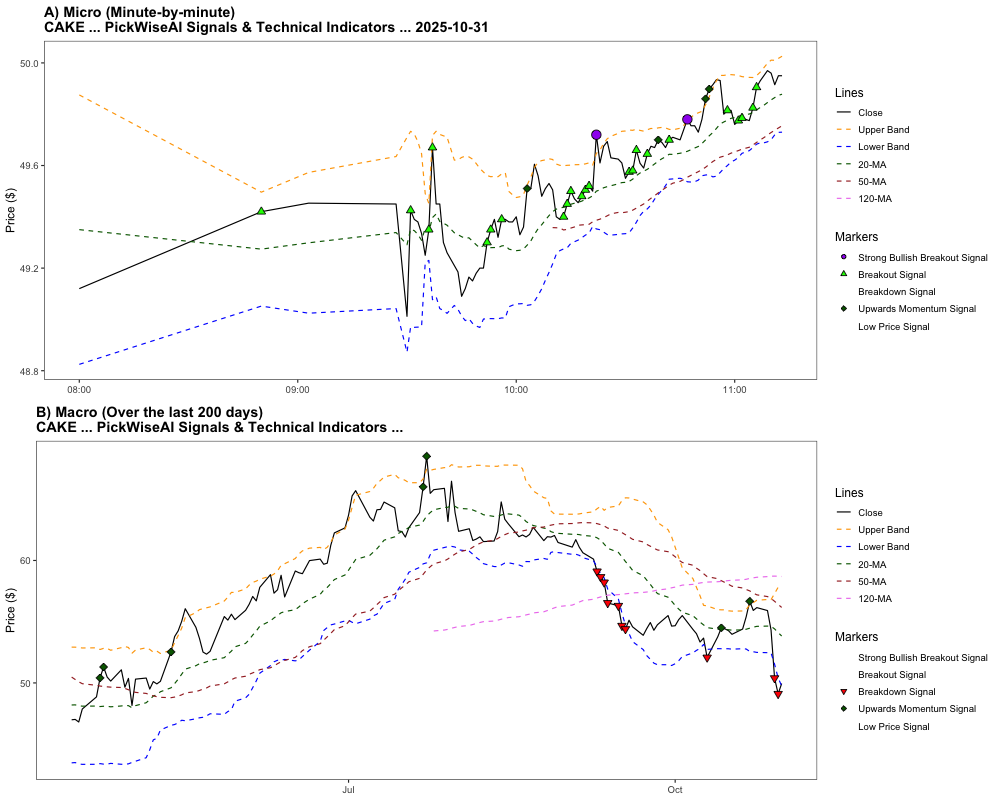 A) Micro (Minute-by-minute)
CAKE ... PickWiseAI Signals & Technical Indicators ... 2025-10-31
Price ($)
50.0
49.6
49.2
48.8
08:00
09:00
10:00
11:00
Lines
Close
Upper Band
Lower Band
20-MA
50-MA
120-MA
Markers
Strong Bullish Breakout Signal
Breakout Signal
Breakdown Signal
Upwards Momentum Signal
Low Price Signal
B) Macro (Over the last 200 days)
CAKE ... PickWiseAI Signals & Technical Indicators ...
Price ($)
60
50
Jul
Oct
Lines
Close
Upper Band
Lower Band
20-MA
50-MA
120-MA
Markers
Strong Bullish Breakout Signal
Breakout Signal
Breakdown Signal
Upwards Momentum Signal
Low Price Signal